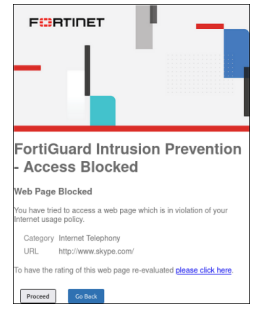 FORTINET
FortiGuard Intrusion Prevention
- Access Blocked
Web Page Blocked
You have tried to access a web page which is in violation of your
Internet usage policy.
Category Internet Telephony
URL http://www.skype.com/
To have the rating of this web page re-evaluated please click here.
Proceed Go Back